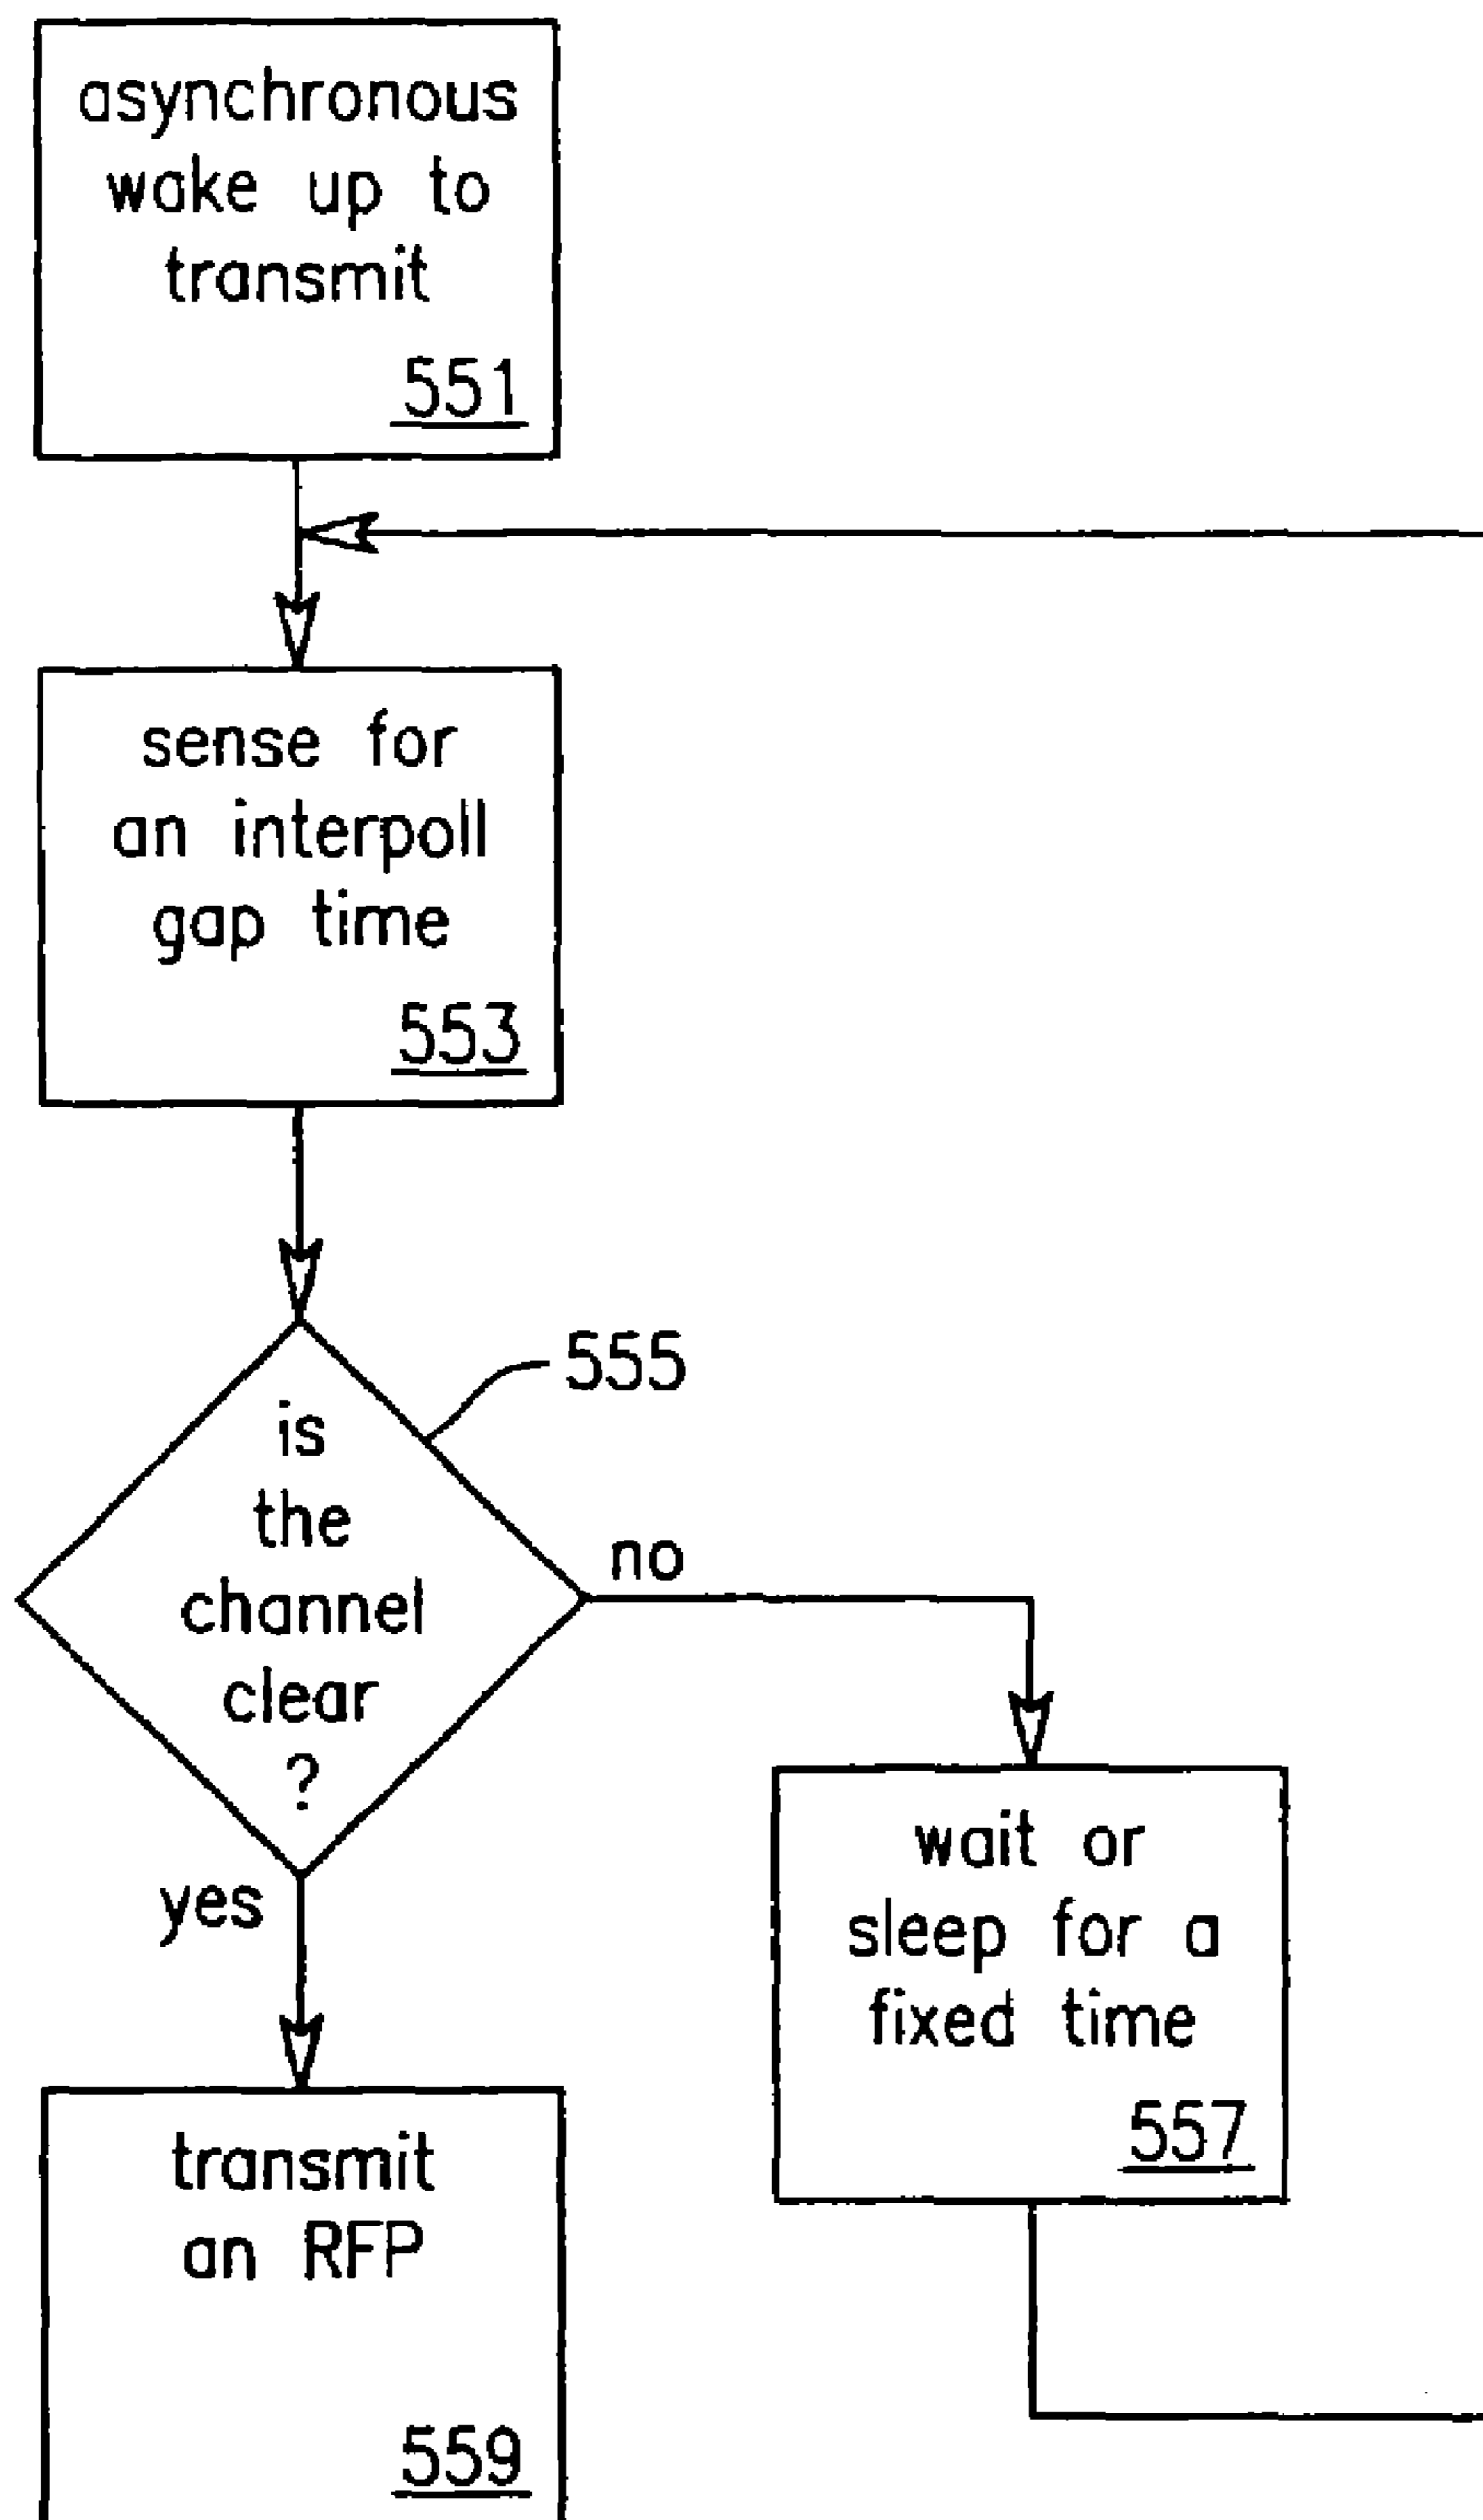 asynchronous
wake up to
transmit
551
sense for
an interpoll
gap time
553
555
is
the
channel
clear
?
no
yes
wait or
sleep for a
fixed time
557
transmit
an RFP
559